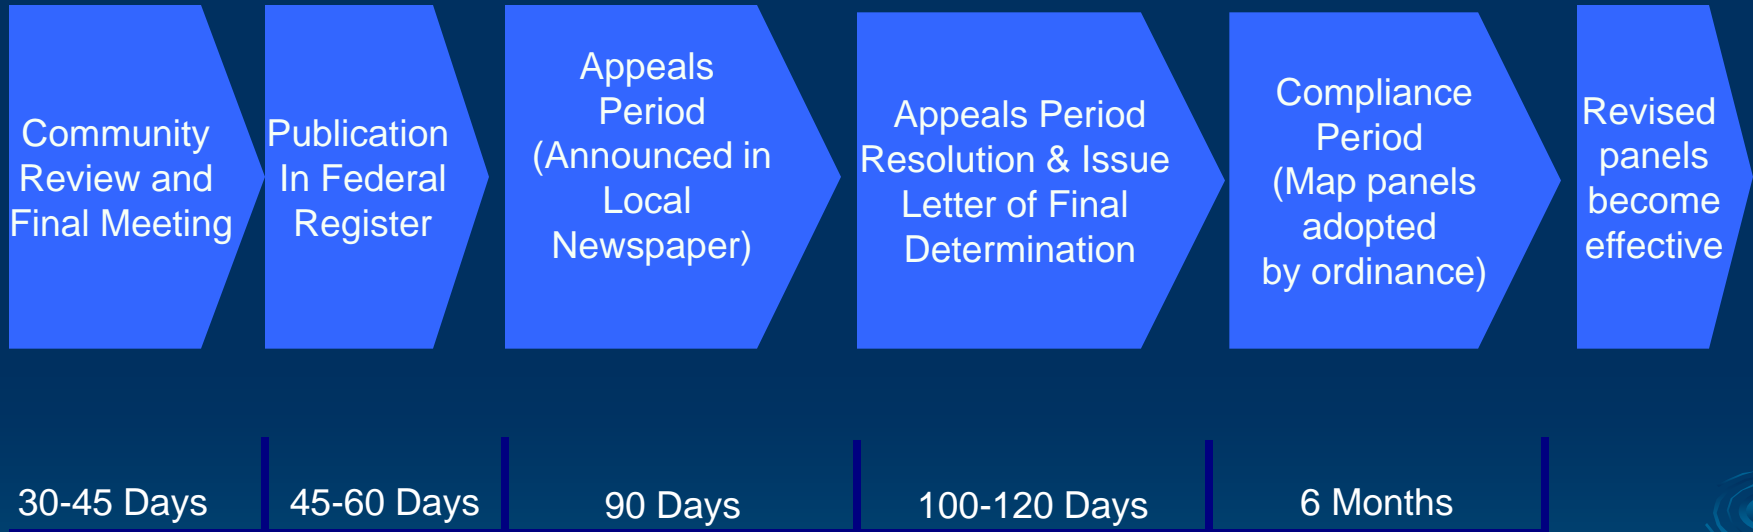 Community
Review and
Final Meeting
Publication
In Federal
Register
Appeals
Period
(Announced in
Local
Newspaper)
Appeals Period
Resolution & Issue
Letter of Final
Determination
Compliance
Period
(Map panels
adopted
by ordinance)
Revised
panels
become
effective
30-45 Days
45-60 Days
90 Days
100-120 Days
6 Months